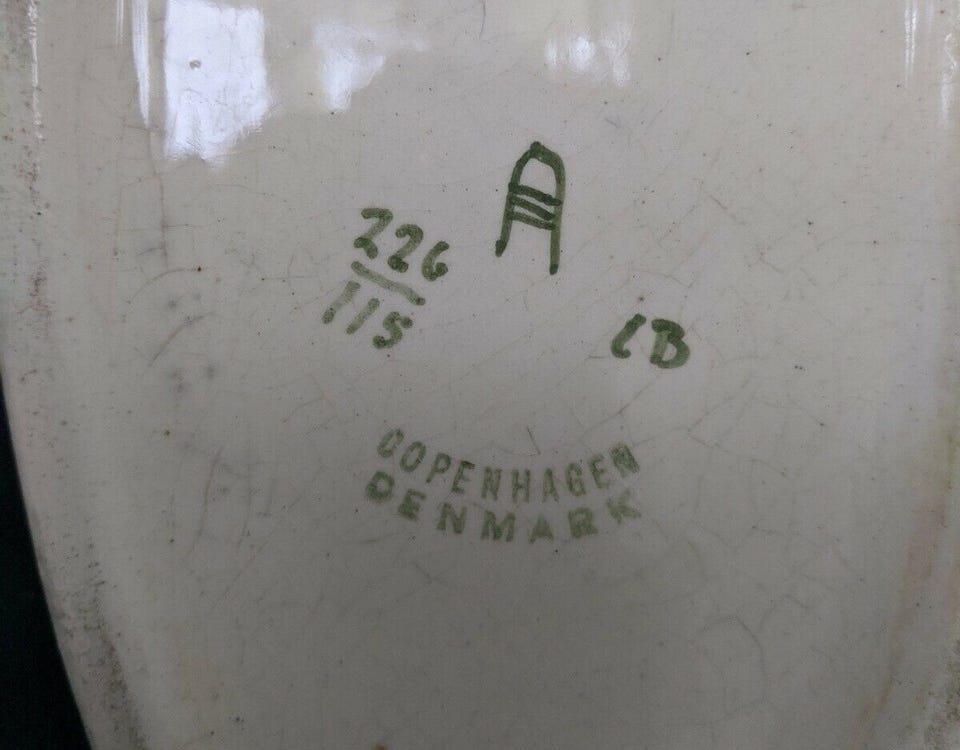 A
226
115
CB
COPENHAGEN
DENMARK